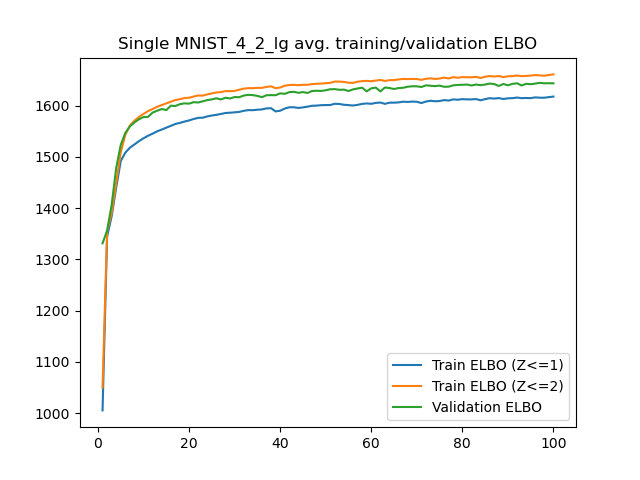 Single MNIST_4_2_lg avg. training/validation ELBO
1600
1500
1400
1300
1200
1100
1000
0 20 40 60 80 100
Train ELBO (Z<=1)
Train ELBO (Z<=2)
Validation ELBO